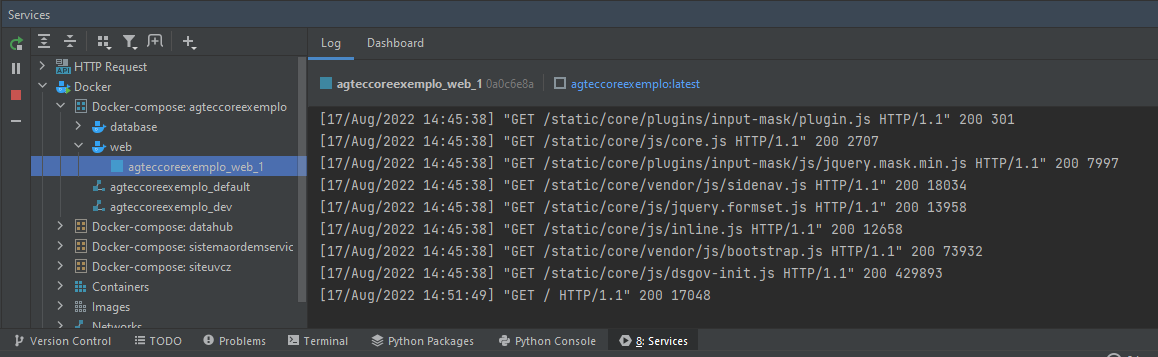 Services
Log
Dashboard
HTTP Request
API
Docker
Docker-compose: agteccoreexemplo
database
web
agteccoreexemplo_web_1
agteccoreexemplo_default
agteccoreexemplo_dev
Docker-compose: datahub
Docker-compose: sistemaordemservic
Docker-compose: siteuvcz
Containers
Images
Networks
agteccoreexemplo_web_1 0a0c6e8a
agteccoreexemplo:latest
[17/Aug/2022 14:45:38] "GET /static/core/plugins/input-mask/plugin.js HTTP/1.1" 200 301
[17/Aug/2022 14:45:38] "GET /static/core/js/core.js HTTP/1.1" 200 2707
[17/Aug/2022 14:45:38] "GET /static/core/plugins/input-mask/js/jquery.mask.min.js HTTP/1.1" 200 7997
[17/Aug/2022 14:45:38] "GET /static/core/vendor/js/sidenav.js HTTP/1.1" 200 18034
[17/Aug/2022 14:45:38] "GET /static/core/js/jquery.formset.js HTTP/1.1" 200 13958
[17/Aug/2022 14:45:38] "GET /static/core/js/inline.js HTTP/1.1" 200 12658
[17/Aug/2022 14:45:38] "GET /static/core/vendor/js/bootstrap.js HTTP/1.1" 200 73932
[17/Aug/2022 14:45:38] "GET /static/core/js/dsgov-init.js HTTP/1.1" 200 429893
[17/Aug/2022 14:51:49] "GET / HTTP/1.1" 200 17048
Version Control
TODO
Problems
Terminal
Python Packages
Python Console
8: Services